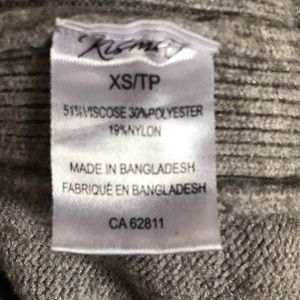 XS/TP
51%VISCOSE 30%POLYESTER
19%NYLON
MADE IN BANGLADESH
FABRIQUÉ EN BANGLADESH
CA 62811